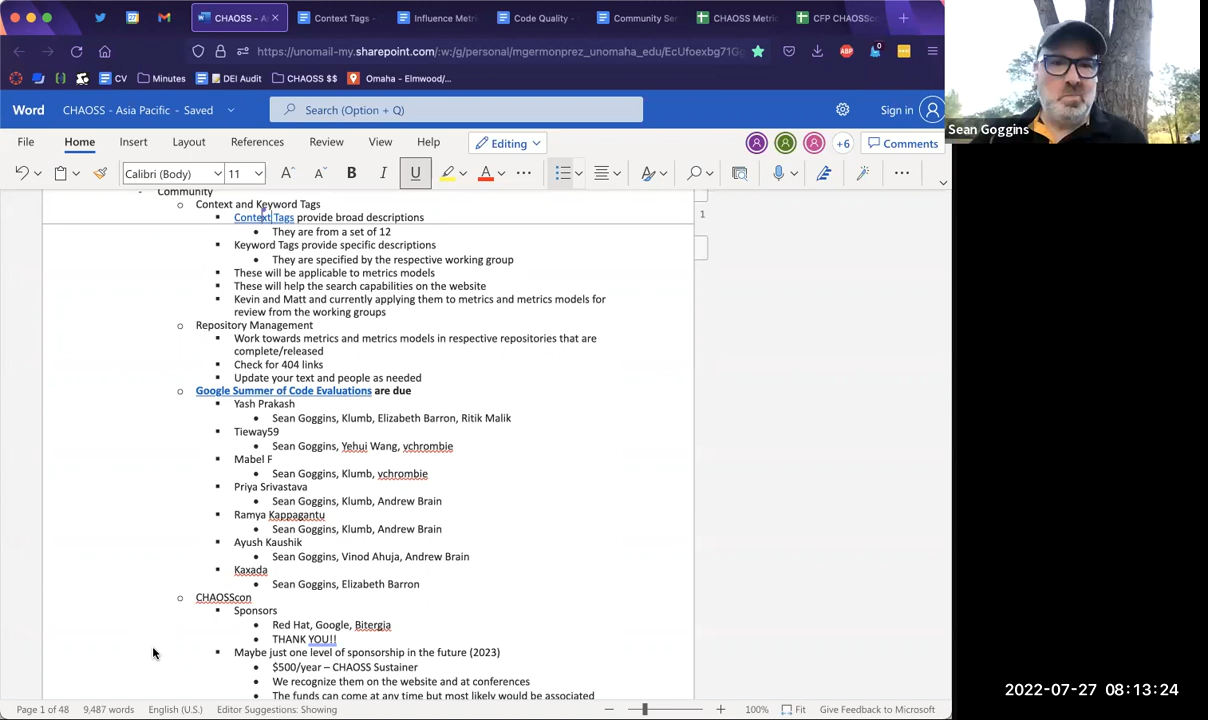 CHAOSS - A
Context Tags -
Influence Metri
Code Quality -
Community Ser
CHAOSS Metric
CFP CHAOSSco
https://unomail-my.sharepoint.com/:w:/g/personal/mgermonprez_unomaha_edu/EcUfoexbg71G
CV
Minutes
DEI Audit
CHAOSS $$
Omaha - Elmwood/...
Word
CHAOSS - Asia Pacific - Saved
Search (Option + Q)
Sign in
Sean Goggins
File
Home
Insert
Layout
References
Review
View
Help
Editing
+6
Comments
Calibri (Body)
11
B
I
U
A
- Community
o Context and Keyword Tags
▪ Context Tags provide broad descriptions
• They are from a set of 12
▪ Keyword Tags provide specific descriptions
• They are specified by the respective working group
▪ These will be applicable to metrics models
▪ These will help the search capabilities on the website
▪ Kevin and Matt and currently applying them to metrics and metrics models for
review from the working groups
o Repository Management
▪ Work towards metrics and metrics models in respective repositories that are
complete/released
▪ Check for 404 links
▪ Update your text and people as needed
o Google Summer of Code Evaluations are due
▪ Yash Prakash
• Sean Goggins, Klumb, Elizabeth Barron, Ritik Malik
▪ Tieway59
• Sean Goggins, Yehui Wang, vchrombie
▪ Mabel F
• Sean Goggins, Klumb, vchrombie
▪ Priya Srivastava
• Sean Goggins, Klumb, Andrew Brain
▪ Ramya Kappagantu
• Sean Goggins, Klumb, Andrew Brain
▪ Ayush Kaushik
• Sean Goggins, Vinod Ahuja, Andrew Brain
▪ Kaxada
• Sean Goggins, Elizabeth Barron
o CHAOSScon
▪ Sponsors
• Red Hat, Google, Bitergia
• THANK YOU!!
▪ Maybe just one level of sponsorship in the future (2023)
• $500/year – CHAOSS Sustainer
• We recognize them on the website and at conferences
• The funds can come at any time but most likely would be associated
1
2022-07-27 08:13:24
Page 1 of 48
9,487 words
English (U.S.)
Editor Suggestions: Showing
100%
Fit
Give Feedback to Microsoft